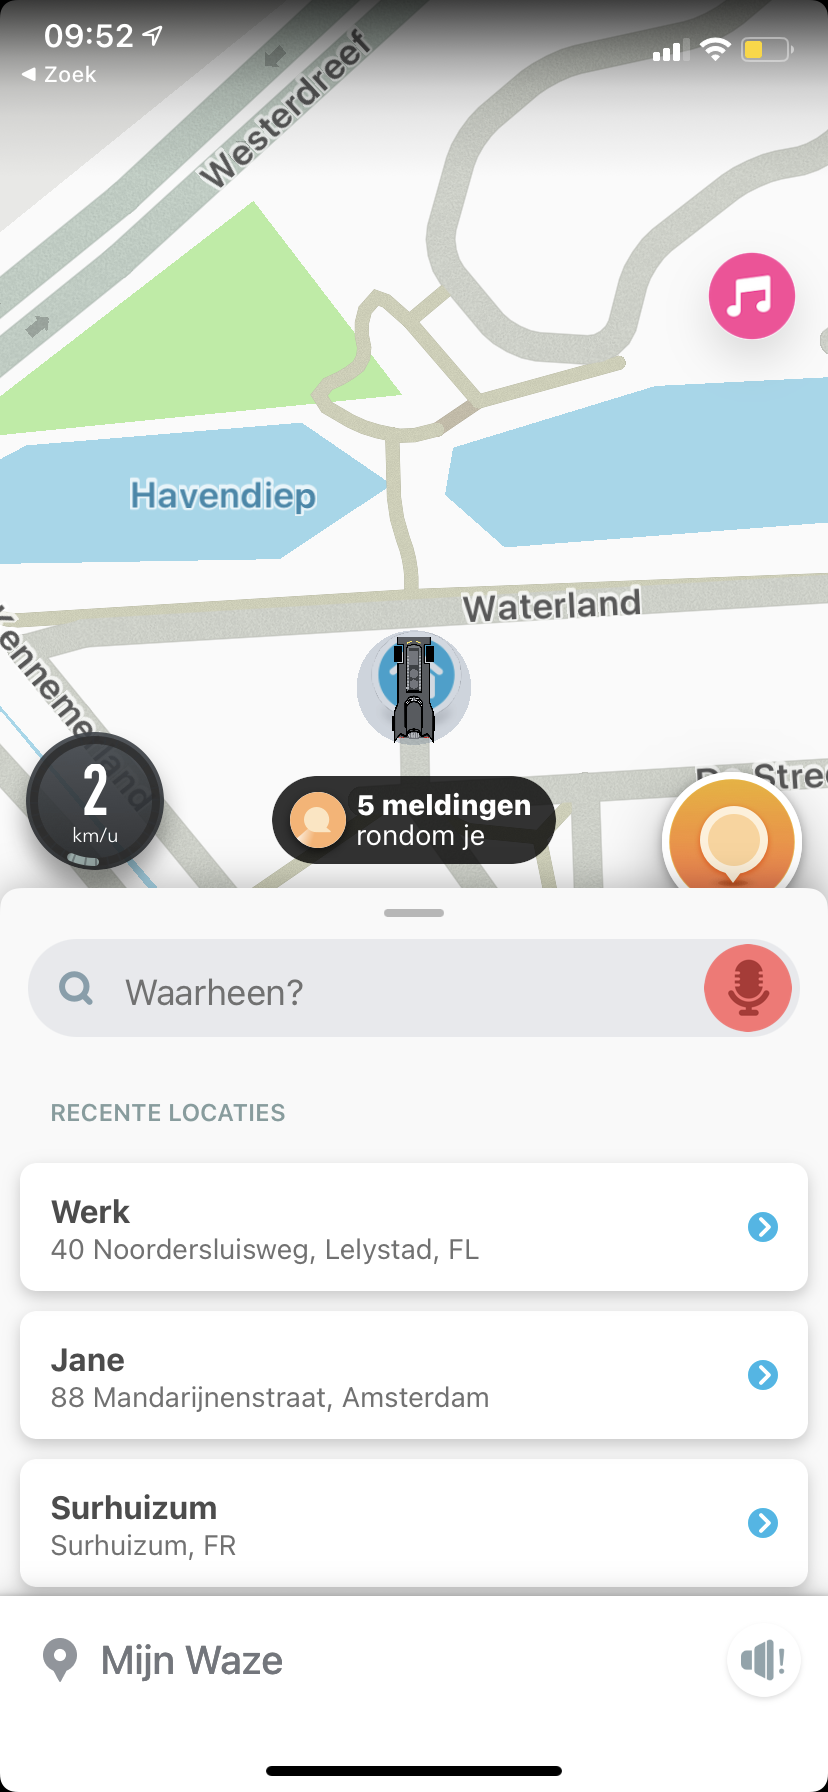 09:52
Zoek
Westerdreef
Havendiep
Waterland
Kennemerland
Stree
2
km/u
5 meldingen
rondom je
Waarheen?
RECENTE LOCATIES
Werk
40 Noordersluisweg, Lelystad, FL
Jane
88 Mandarijnenstraat, Amsterdam
Surhuizum
Surhuizum, FR
Mijn Waze